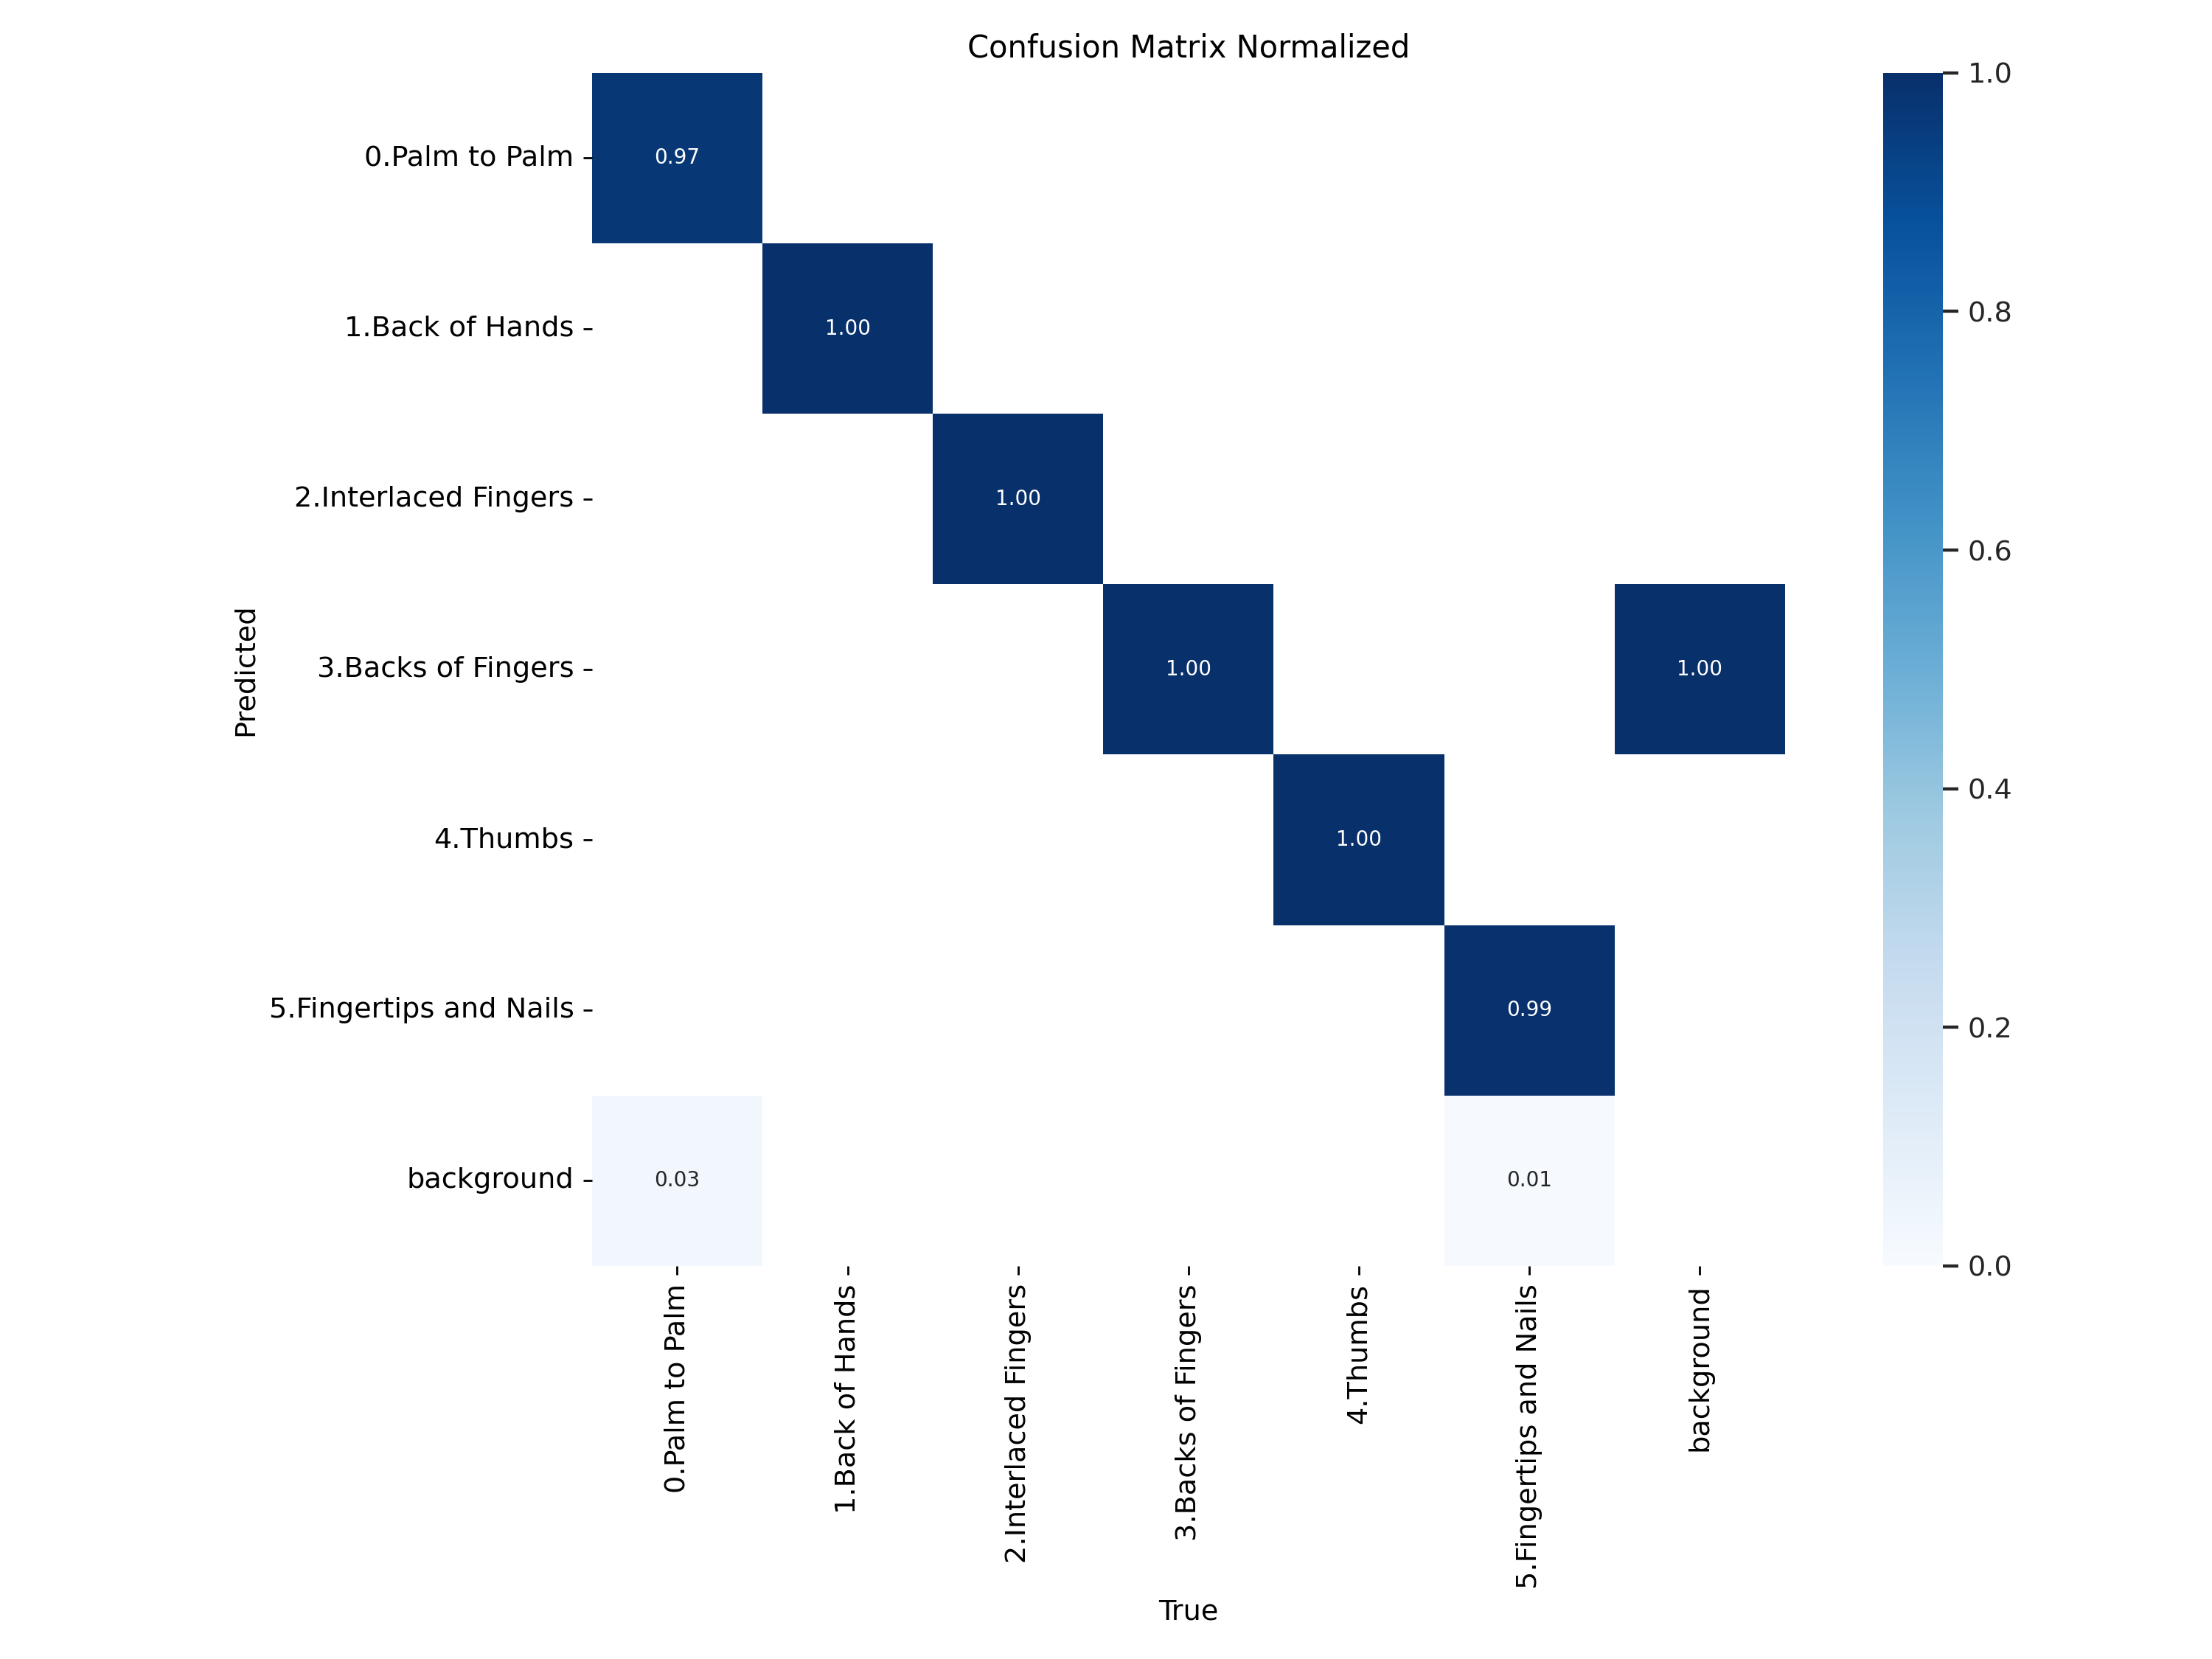 Confusion Matrix Normalized
0.Palm to Palm
0.97
1.Back of Hands
1.00
2.Interlaced Fingers
1.00
3.Backs of Fingers
1.00
1.00
4.Thumbs
1.00
5.Fingertips and Nails
0.99
background
0.03
0.01
Predicted
0.Palm to Palm
1.Back of Hands
2.Interlaced Fingers
3.Backs of Fingers
4.Thumbs
5.Fingertips and Nails
background
True
1.0
0.8
0.6
0.4
0.2
0.0